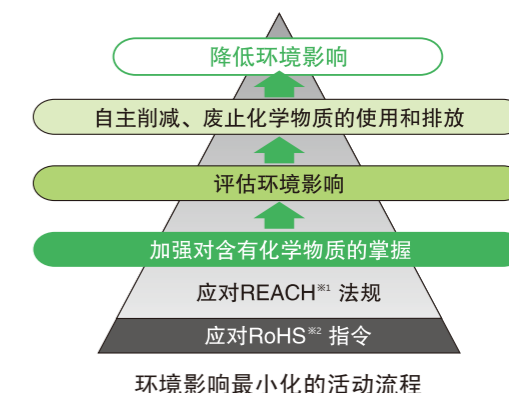 降低环境影响
自主削减、废止化学物质的使用和排放
评估环境影响
加强对含有化学物质的掌握
应对REACH※1 法规
应对RoHS※2 指令
环境影响最小化的活动流程